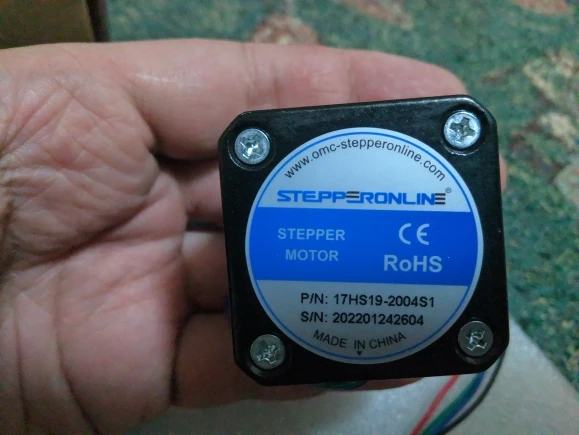 www.omc-stepperonline.com
STEPPERONLINE®
STEPPER
MOTOR
CE
RoHS
P/N: 17HS19-2004S1
S/N: 202201242604
MADE IN CHINA